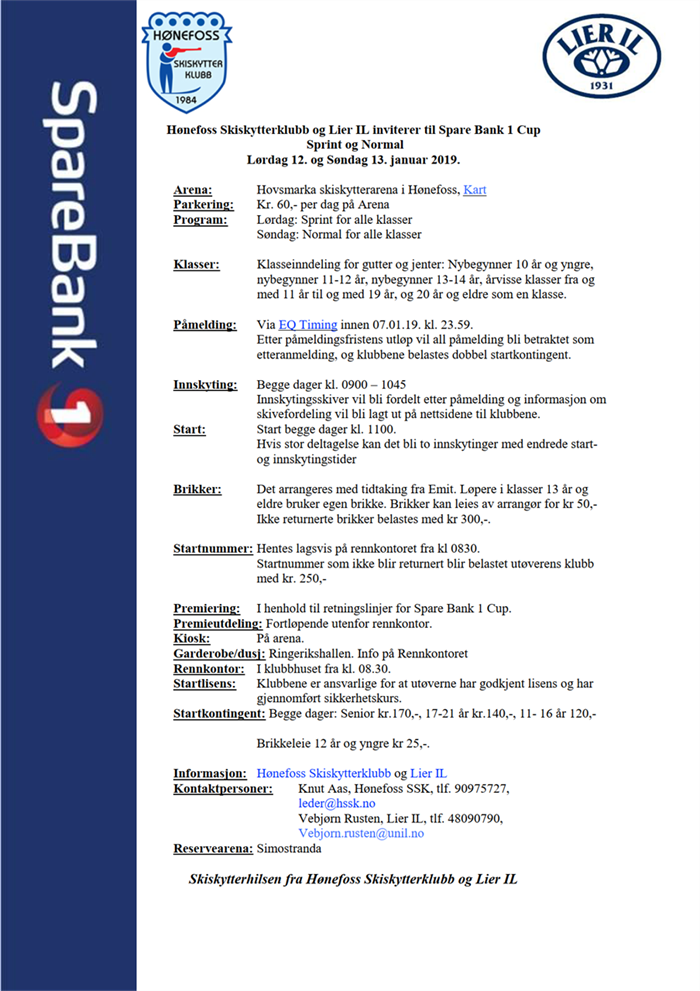 HØNEFOSS
SKISKYTTER
KLUBB
1984
LIER IL
1931
SpareBank
1
Hønefoss Skiskytterklubb og Lier IL inviterer til Spare Bank 1 Cup
Sprint og Normal
Lørdag 12. og Søndag 13. januar 2019.
Arena: Hovsmarka skiskytterarena i Hønefoss, Kart
Parkering: Kr. 60,- per dag på Arena
Program: Lørdag: Sprint for alle klasser
Søndag: Normal for alle klasser
Klasser: Klasseinndeling for gutter og jenter: Nybegynner 10 år og yngre,
nybegynner 11-12 år, nybegynner 13-14 år, årvisse klasser fra og
med 11 år til og med 19 år, og 20 år og eldre som en klasse.
Påmelding: Via EQ Timing innen 07.01.19. kl. 23.59.
Etter påmeldingsfristens utløp vil all påmelding bli betraktet som
etteranmelding, og klubbene belastes dobbel startkontingent.
Innskyting: Begge dager kl. 0900 – 1045
Innskytingsskiver vil bli fordelt etter påmelding og informasjon om
skivefordeling vil bli lagt ut på nettsidene til klubbene.
Start: Start begge dager kl. 1100.
Hvis stor deltagelse kan det bli to innskytinger med endrede start-
og innskytingstider
Brikker: Det arrangeres med tidtaking fra Emit. Løpere i klasser 13 år og
eldre bruker egen brikke. Brikker kan leies av arrangør for kr 50,-
Ikke returnerte brikker belastes med kr 300,-.
Startnummer: Hentes lagsvis på rennkontoret fra kl 0830.
Startnummer som ikke blir returnert blir belastet utøverens klubb
med kr. 250,-
Premiering: I henhold til retningslinjer for Spare Bank 1 Cup.
Premieutdeling: Fortløpende utenfor rennkontor.
Kiosk: På arena.
Garderobe/dusj: Ringerikshallen. Info på Rennkontoret
Rennkontor: I klubbhuset fra kl. 08.30.
Startlisens: Klubbene er ansvarlige for at utøverne har godkjent lisens og har
gjennomført sikkerhetskurs.
Startkontingent: Begge dager: Senior kr.170,-, 17-21 år kr.140,-, 11- 16 år 120,-
Brikkeleie 12 år og yngre kr 25,-.
Informasjon: Hønefoss Skiskytterklubb og Lier IL
Kontaktpersoner: Knut Aas, Hønefoss SSK, tlf. 90975727,
leder@hssk.no
Vebjørn Rusten, Lier IL, tlf. 48090790,
Vebjorn.rusten@unil.no
Reservearena: Simostranda
Skiskytterhilsen fra Hønefoss Skiskytterklubb og Lier IL